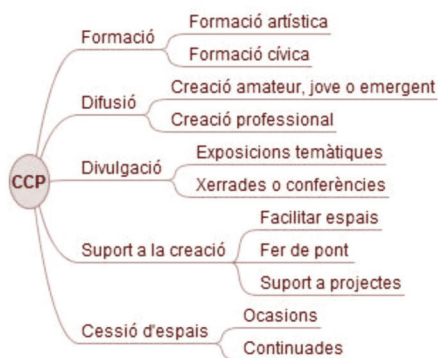 CCP
Formació
Formació artística
Formació cívica
Difusió
Creació amateur, jove o emergent
Creació professional
Divulgació
Exposicions temàtiques
Xerrades o conferències
Suport a la creació
Facilitar espais
Fer de pont
Suport a projectes
Cessió d'espais
Ocasions
Continuades